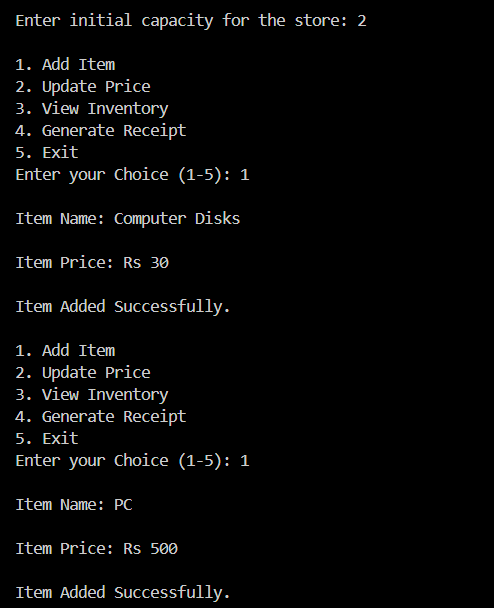 Enter initial capacity for the store: 2
1. Add Item
2. Update Price
3. View Inventory
4. Generate Receipt
5. Exit
Enter your Choice (1-5): 1
Item Name: Computer Disks
Item Price: Rs 30
Item Added Successfully.
1. Add Item
2. Update Price
3. View Inventory
4. Generate Receipt
5. Exit
Enter your Choice (1-5): 1
Item Name: PC
Item Price: Rs 500
Item Added Successfully.